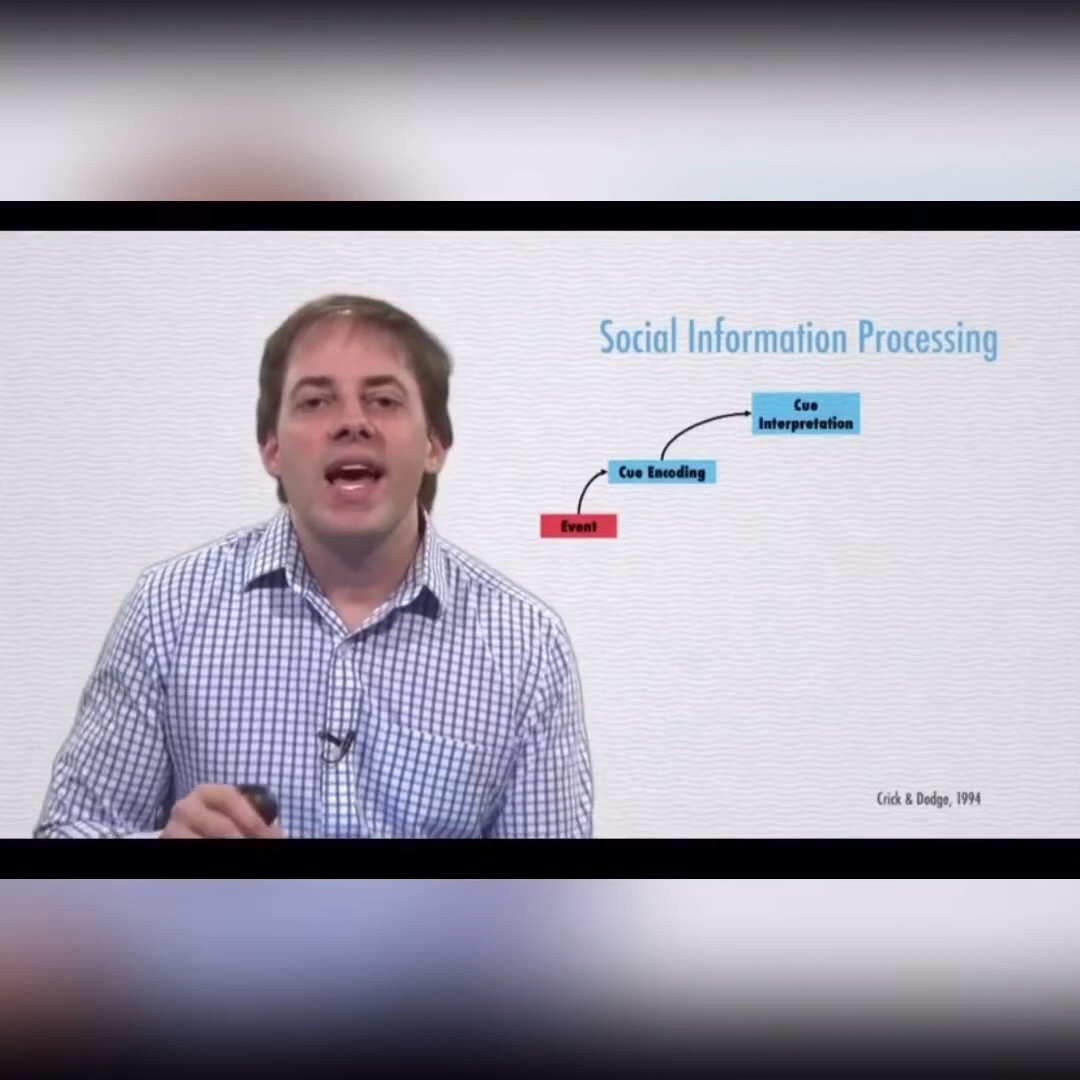 Social Information Processing
Cue
Interpretation
Cue Encoding
Event
Crick & Dodge, 1994